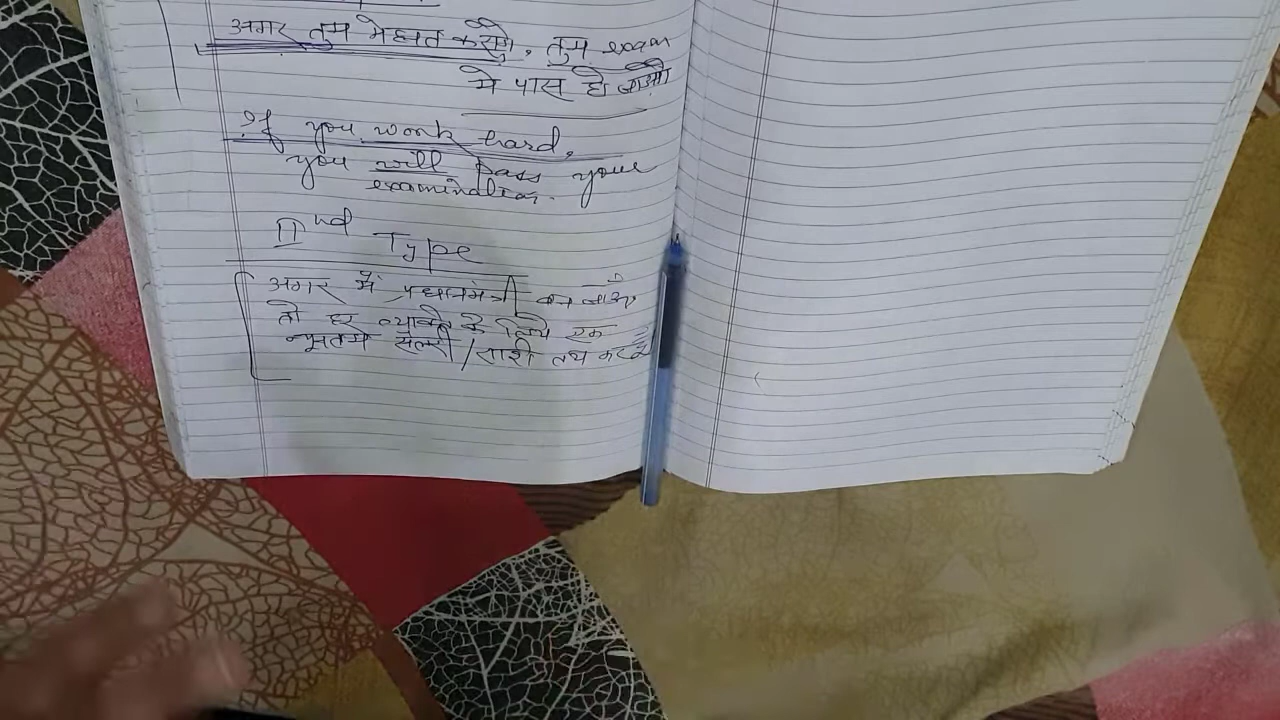 अगर तुम मेहनत करोगे, तुम exam
मे पास हो जाओगे
If you work hard,
you will pass your
examination.
IInd Type
अगर मैं प्रधानमंत्री बन जाऊ
तो हर व्यक्ति के लिये एक
न्यूनतम सैलरी / राशी तय कर दूँ